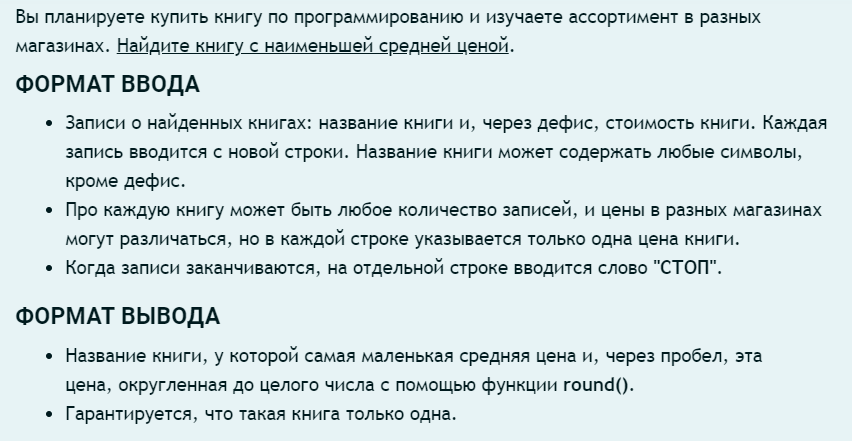 Вы планируете купить книгу по программированию и изучаете ассортимент в разных
магазинах. Найдите книгу с наименьшей средней ценой.
ФОРМАТ ВВОДА
• Записи о найденных книгах: название книги и, через дефис, стоимость книги. Каждая
запись вводится с новой строки. Название книги может содержать любые символы,
кроме дефис.
• Про каждую книгу может быть любое количество записей, и цены в разных магазинах
могут различаться, но в каждой строке указывается только одна цена книги.
• Когда записи заканчиваются, на отдельной строке вводится слово "СТОП".
ФОРМАТ ВЫВОДА
• Название книги, у которой самая маленькая средняя цена и, через пробел, эта
цена, округленная до целого числа с помощью функции round().
• Гарантируется, что такая книга только одна.